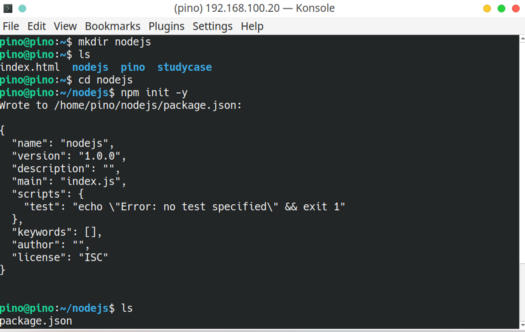 (pino) 192.168.100.20 — Konsole
File Edit View Bookmarks Plugins Settings Help
pino@pino:~$ mkdir nodejs
pino@pino:~$ ls
index.html  nodejs  pino  studycase
pino@pino:~$ cd nodejs
pino@pino:~/nodejs$ npm init -y
Wrote to /home/pino/nodejs/package.json:
{
  "name": "nodejs",
  "version": "1.0.0",
  "description": "",
  "main": "index.js",
  "scripts": {
    "test": "echo \"Error: no test specified\" && exit 1"
  },
  "keywords": [],
  "author": "",
  "license": "ISC"
}
pino@pino:~/nodejs$ ls
package.json